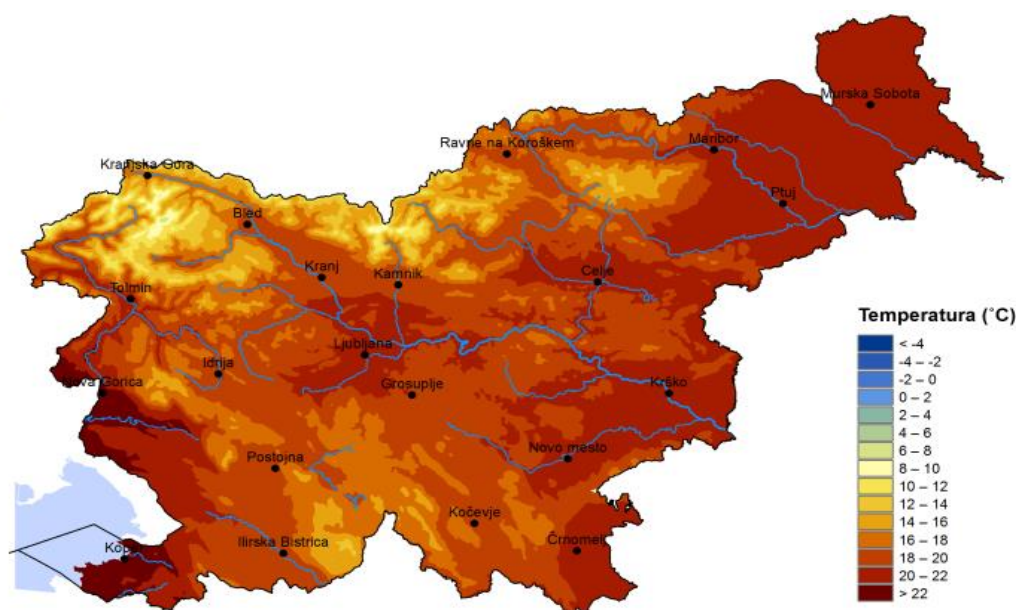 Murska Sobota
Ravne na Koroškem
Maribor
Kranjska Gora
Ptuj
Bled
Kranj
Kamnik
Celje
Tolmin
Ljubljana
Idrija
Nova Gorica
Grosuplje
Krško
Postojna
Novo mesto
Kočevje
Kop
Ilirska Bistrica
Črnomelj
Temperatura (°C)
< -4
-4 – -2
-2 – 0
0 – 2
2 – 4
4 – 6
6 – 8
8 – 10
10 – 12
12 – 14
14 – 16
16 – 18
18 – 20
20 – 22
> 22